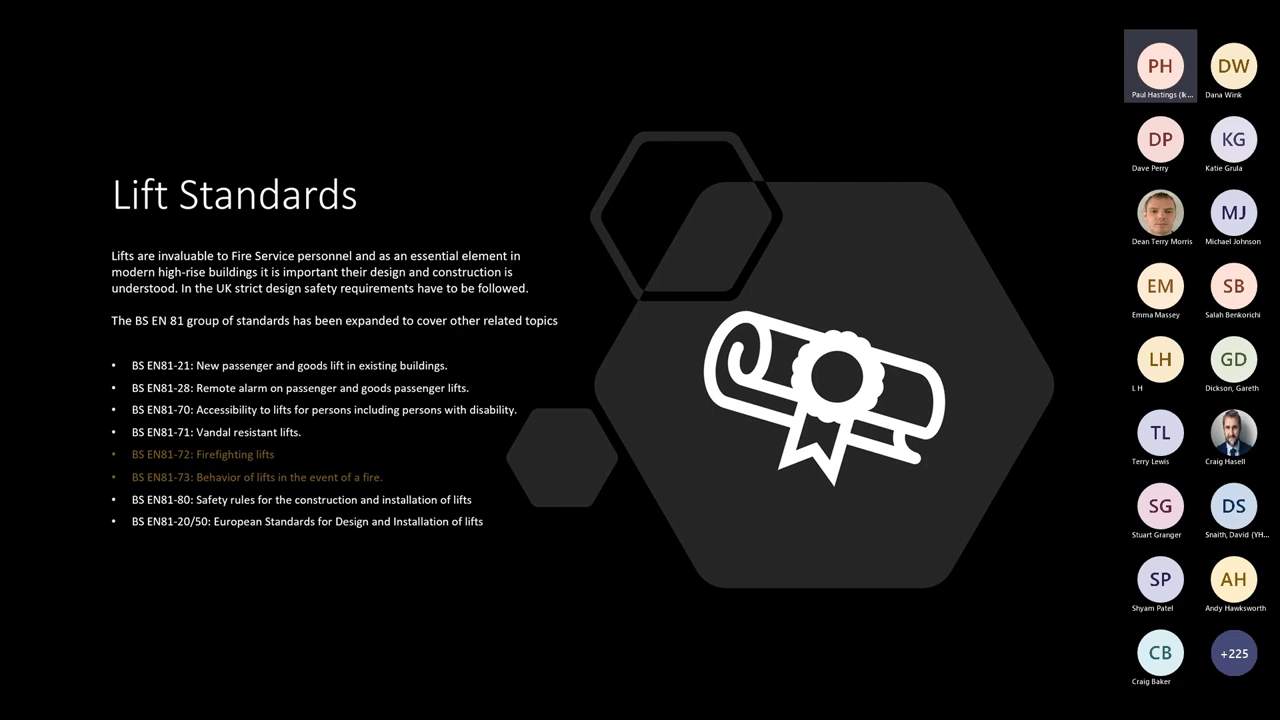 Lift Standards
Lifts are invaluable to Fire Service personnel and as an essential element in
modern high-rise buildings it is important their design and construction is
understood. In the UK strict design safety requirements have to be followed.
The BS EN 81 group of standards has been expanded to cover other related topics
• BS EN81-21: New passenger and goods lift in existing buildings.
• BS EN81-28: Remote alarm on passenger and goods passenger lifts.
• BS EN81-70: Accessibility to lifts for persons including persons with disability.
• BS EN81-71: Vandal resistant lifts.
• BS EN81-72: Firefighting lifts
• BS EN81-73: Behavior of lifts in the event of a fire.
• BS EN81-80: Safety rules for the construction and installation of lifts
• BS EN81-20/50: European Standards for Design and Installation of lifts
PH DW
Paul Hastings (Ik... Dana Wink
DP KG
Dave Perry Katie Grula
MJ
Dean Terry Morris Michael Johnson
EM SB
Emma Massey Salah Benkorichi
LH GD
L H Dickson, Gareth
TL
Terry Lewis Craig Hasell
SG DS
Stuart Granger Snaith, David (YH...
SP AH
Shyam Patel Andy Hawksworth
CB +225
Craig Baker